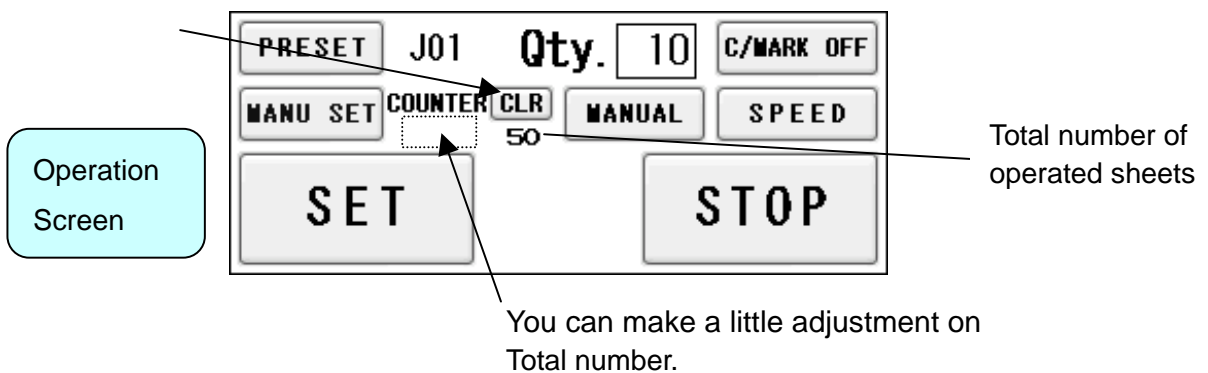 PRESET J01 Qty. 10 C/MARK OFF
MANU SET COUNTER CLR MANUAL SPEED
50
SET STOP
Operation
Screen
Total number of
operated sheets
You can make a little adjustment on
Total number.